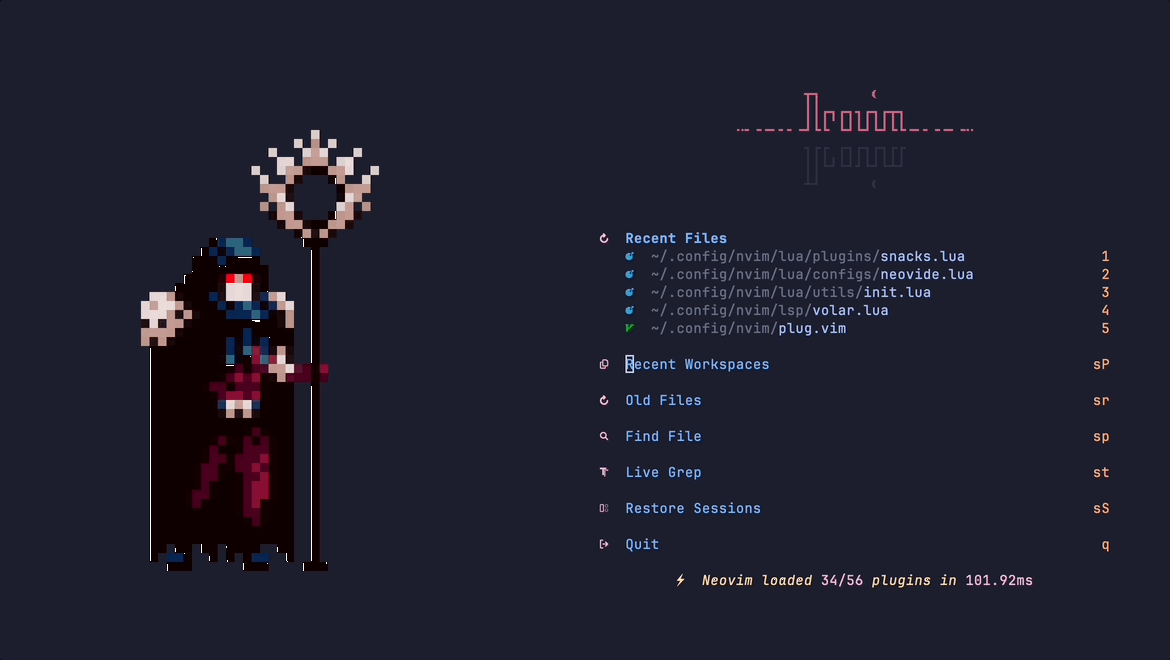 Recent Files
~/.config/nvim/lua/plugins/snacks.lua 1
~/.config/nvim/lua/configs/neovide.lua 2
~/.config/nvim/lua/utils/init.lua 3
~/.config/nvim/lsp/volar.lua 4
~/.config/nvim/plug.vim 5
Recent Workspaces sP
Old Files sr
Find File sp
Live Grep st
Restore Sessions sS
Quit q
Neovim loaded 34/56 plugins in 101.92ms